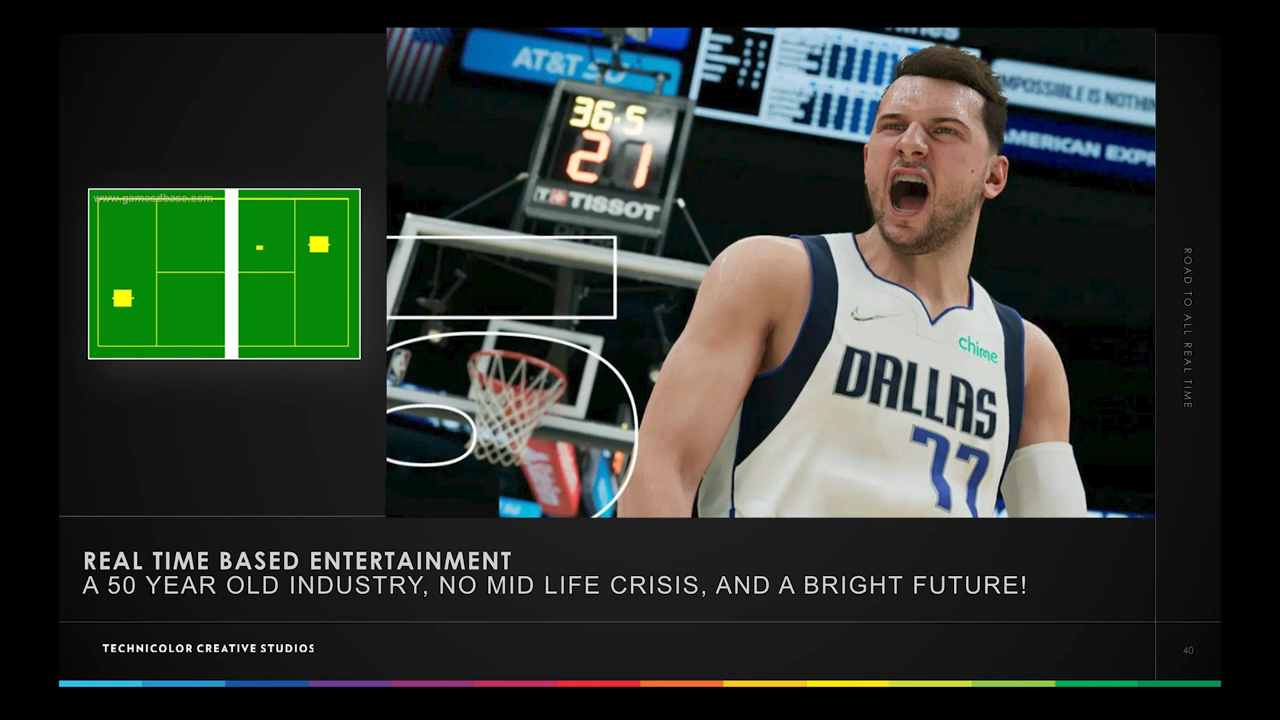 www.gamesdbase.com
AT&T 5G
IMPOSSIBLE IS NOTHIN
AMERICAN EXPR
36.5
21
TISSOT
chime
DALLAS
77
ROAD TO ALL REAL TIME
REAL TIME BASED ENTERTAINMENT
A 50 YEAR OLD INDUSTRY, NO MID LIFE CRISIS, AND A BRIGHT FUTURE!
TECHNICOLOR CREATIVE STUDIOS
40